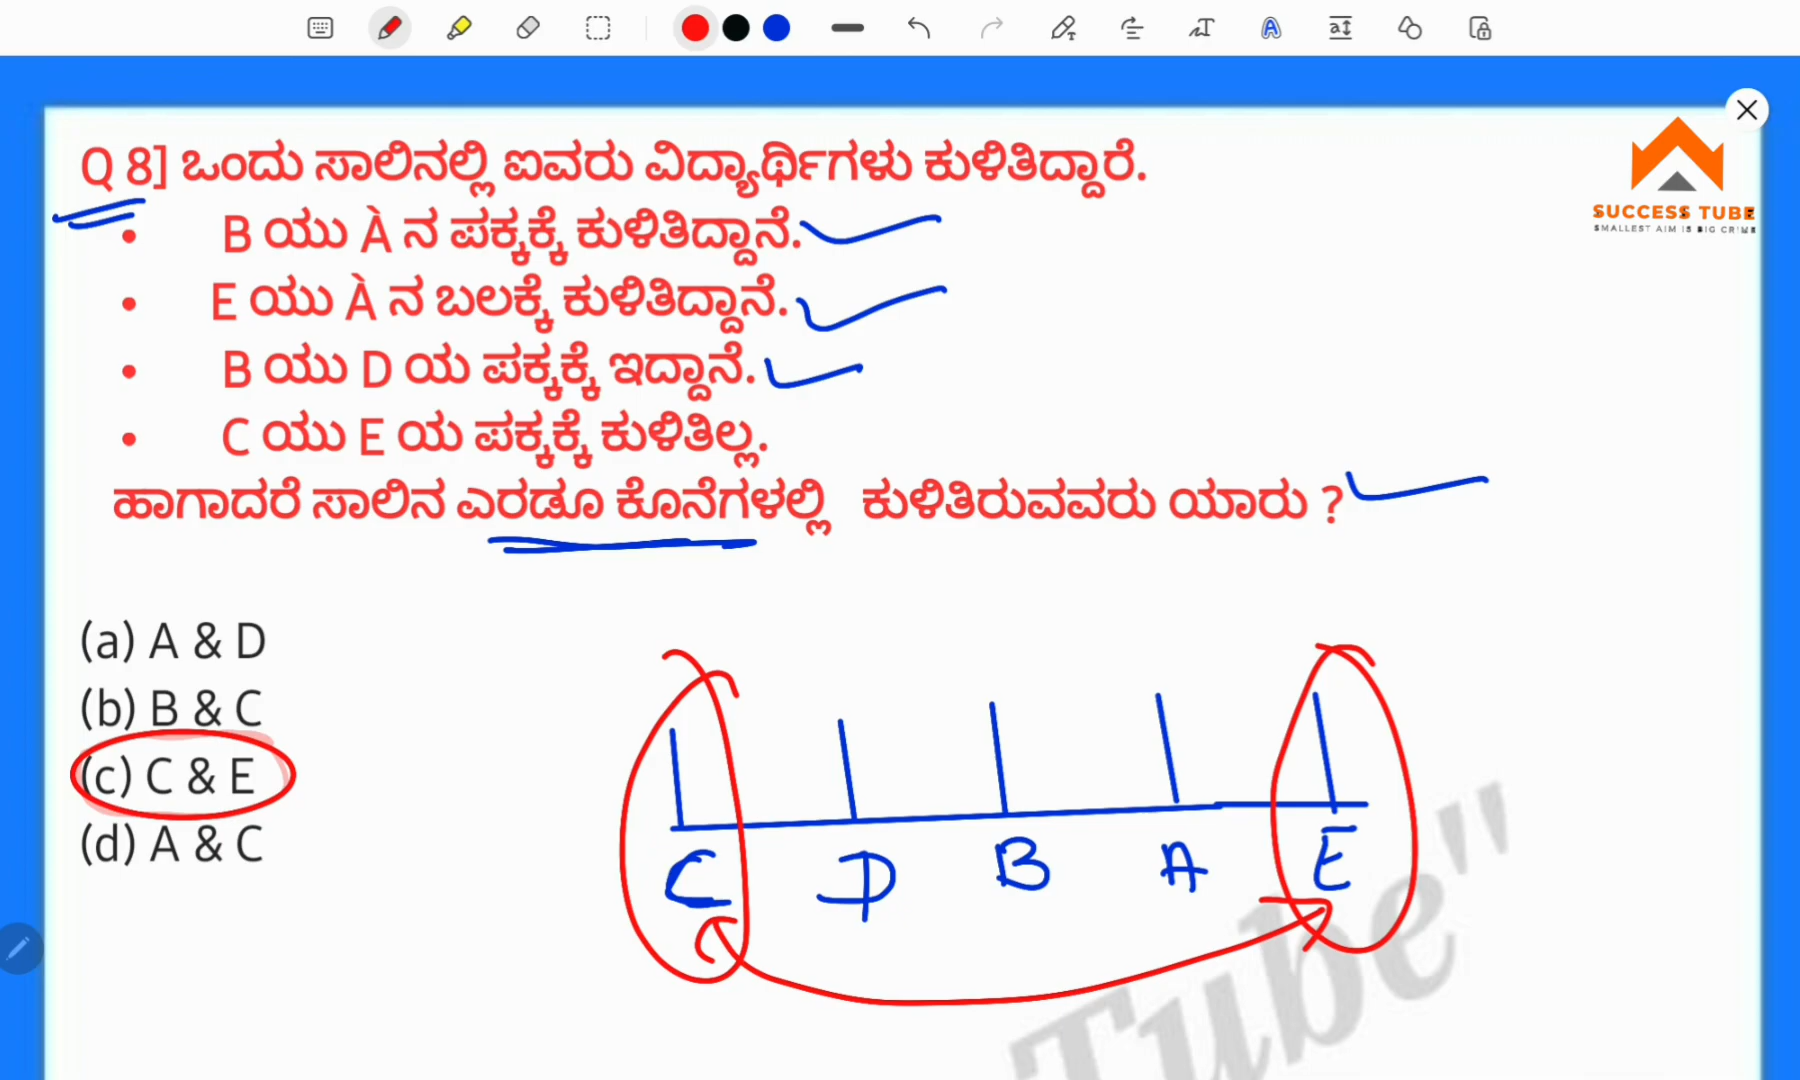 Q 8] ಒಂದು ಸಾಲಿನಲ್ಲಿ ಐವರು ವಿದ್ಯಾರ್ಥಿಗಳು ಕುಳಿತಿದ್ದಾರೆ.
• B ಯು À ನ ಪಕ್ಕಕ್ಕೆ ಕುಳಿತಿದ್ದಾನೆ.
• E ಯು À ನ ಬಲಕ್ಕೆ ಕುಳಿತಿದ್ದಾನೆ.
• B ಯು D ಯ ಪಕ್ಕಕ್ಕೆ ಇದ್ದಾನೆ.
• C ಯು E ಯ ಪಕ್ಕಕ್ಕೆ ಕುಳಿತಿಲ್ಲ.
ಹಾಗಾದರೆ ಸಾಲಿನ ಎರಡೂ ಕೊನೆಗಳಲ್ಲಿ ಕುಳಿತಿರುವವರು ಯಾರು ?
SUCCESS TUBE
SMALLEST AIM IS BIG CRIME
(a) A & D
(b) B & C
(c) C & E
(d) A & C
C D B A E
Tube"